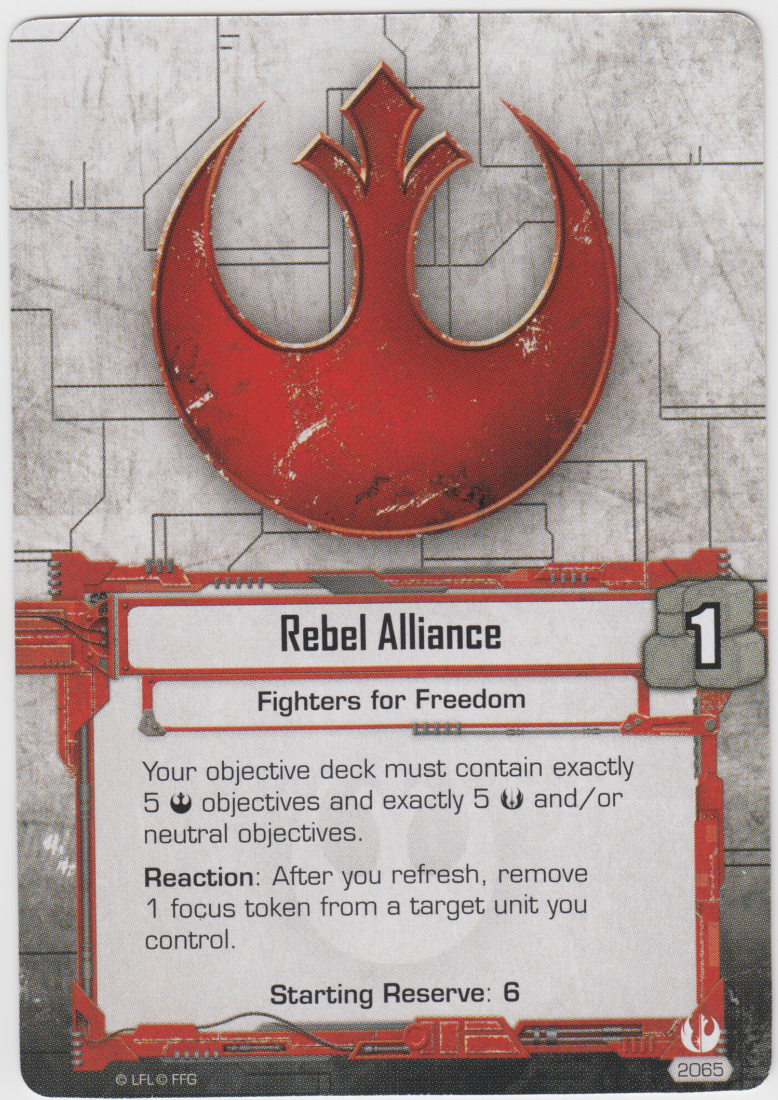 Rebel Alliance
1
Fighters for Freedom
Your objective deck must contain exactly
5 objectives and exactly 5 and/or
neutral objectives.
Reaction: After you refresh, remove
1 focus token from a target unit you
control.
Starting Reserve: 6
© LFL © FFG
2065